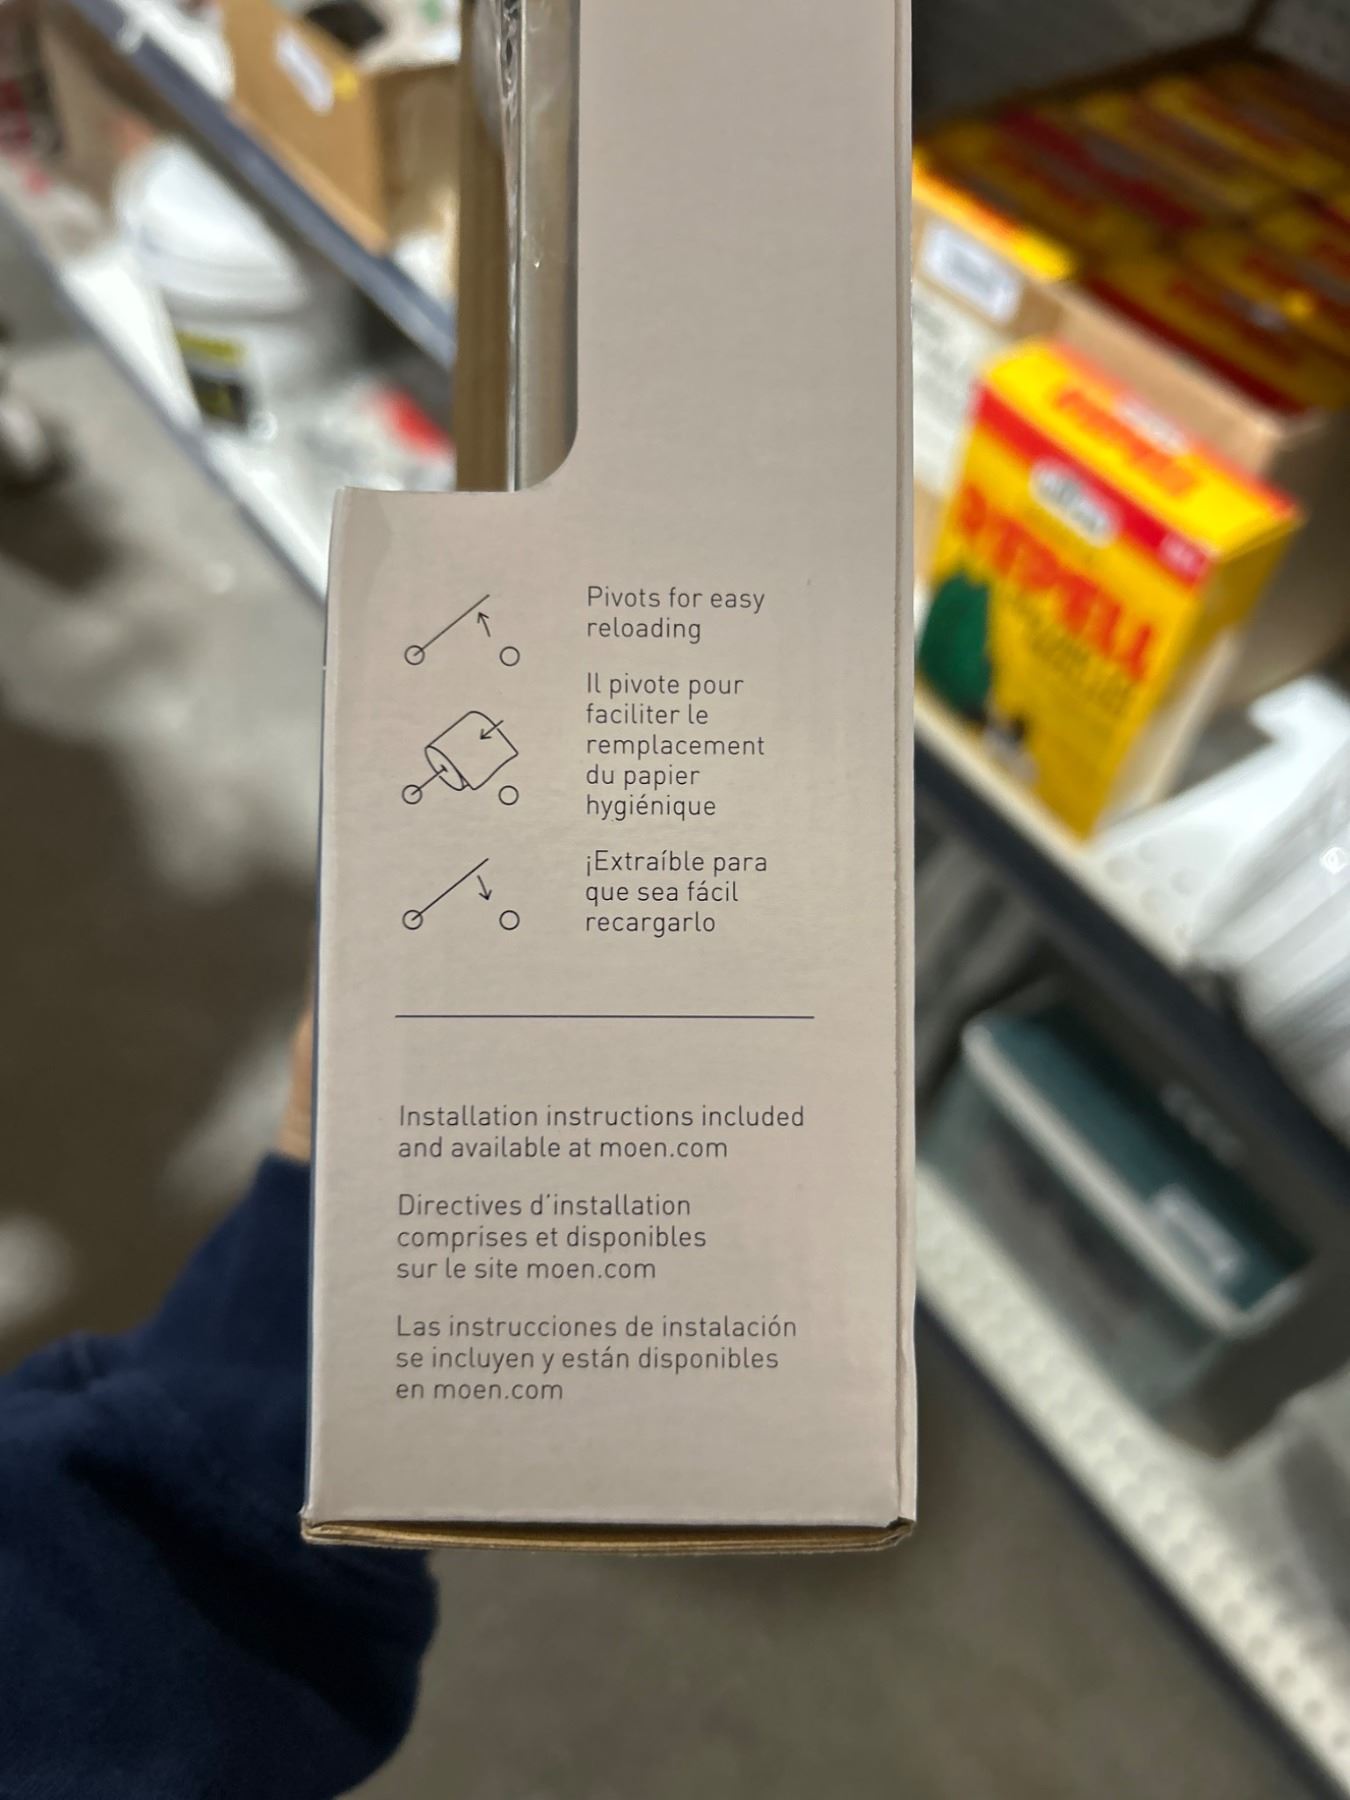 Pivots for easy
reloading
Il pivote pour
faciliter le
remplacement
du papier
hygiénique
¡Extraíble para
que sea fácil
recargarlo
Installation instructions included
and available at moen.com
Directives d'installation
comprises et disponibles
sur le site moen.com
Las instrucciones de instalación
se incluyen y están disponibles
en moen.com